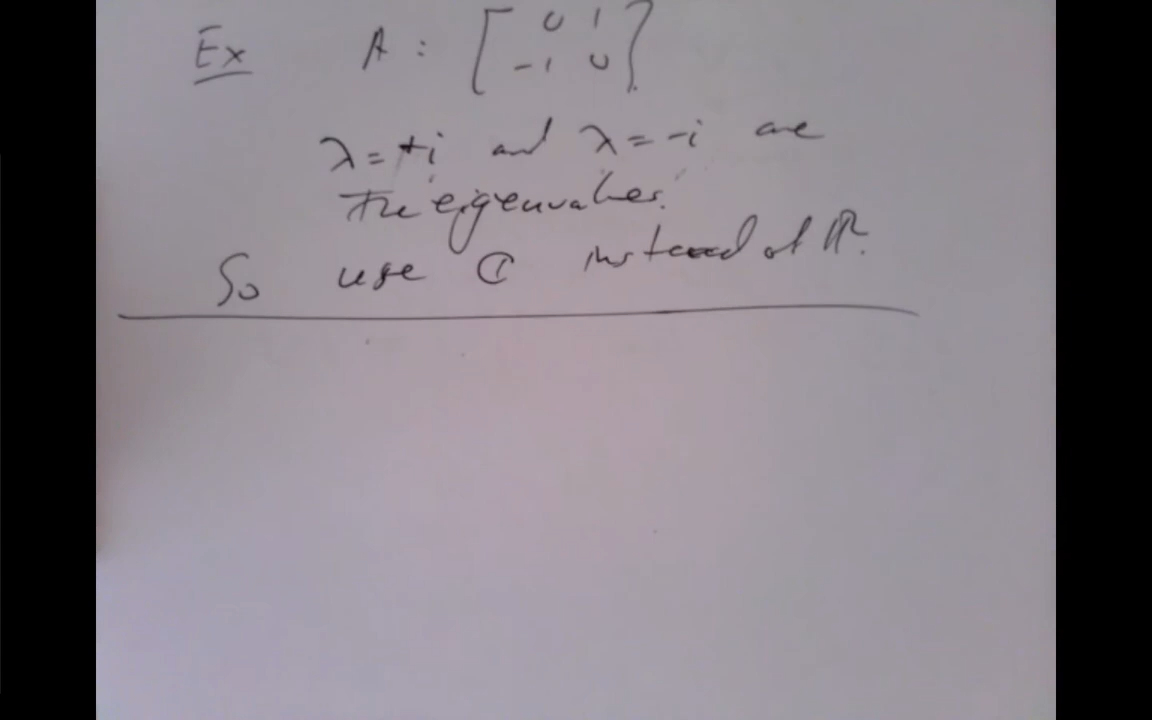 Ex A : [ 0 1
-1 0 ]
λ = +i and λ = -i are
the eigenvalues.
So use ℂ instead of ℝ.